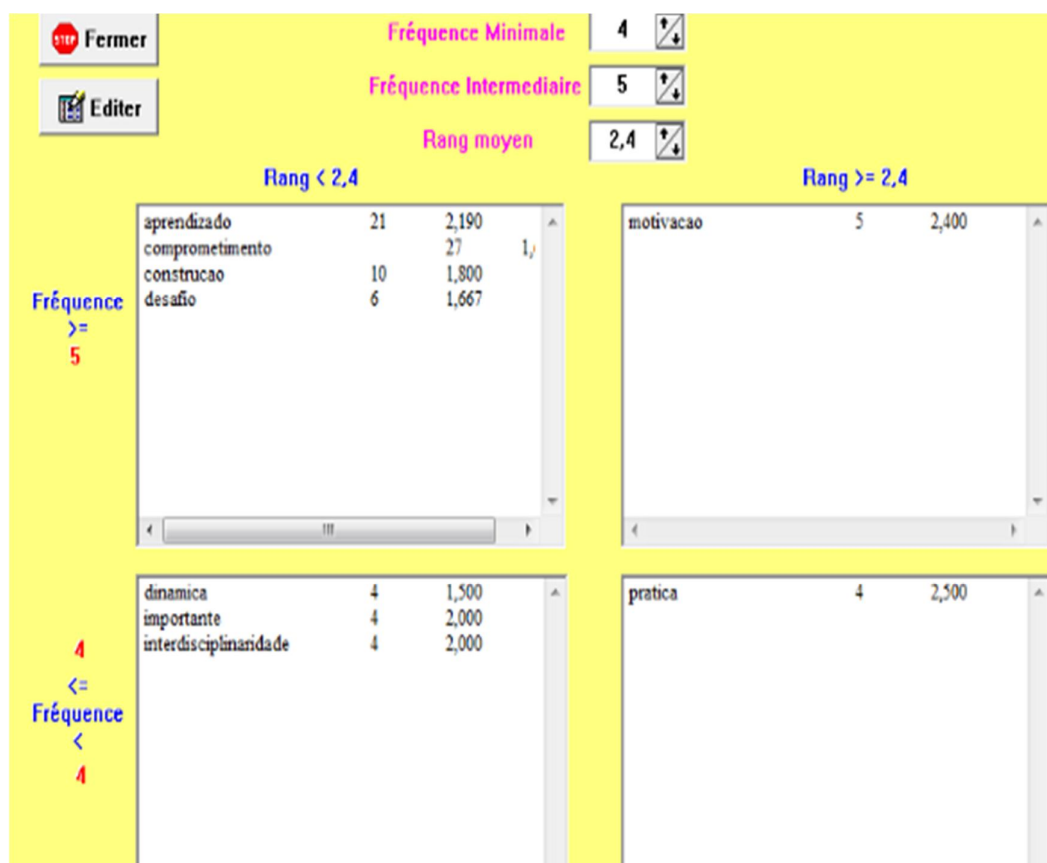 STOP Fermer
Fréquence Minimale 4
Editer
Fréquence Intermediaire 5
Rang moyen 2,4
Rang < 2,4
Rang >= 2,4
Fréquence
>=
5
aprendizado 21 2,190
comprometimento 27 1,
construcao 10 1,800
desafio 6 1,667
motivacao 5 2,400
4
<=
Fréquence
<
4
dinamica 4 1,500
importante 4 2,000
interdisciplinaridade 4 2,000
pratica 4 2,500